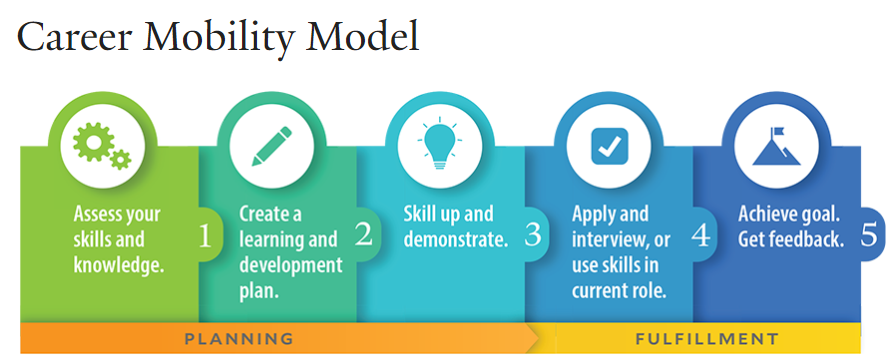 Career Mobility Model
Assess your
skills and
knowledge.
1
Create a
learning and
development
plan.
2
Skill up and
demonstrate.
3
Apply and
interview, or
use skills in
current role.
4
Achieve goal.
Get feedback.
5
PLANNING
FULFILLMENT